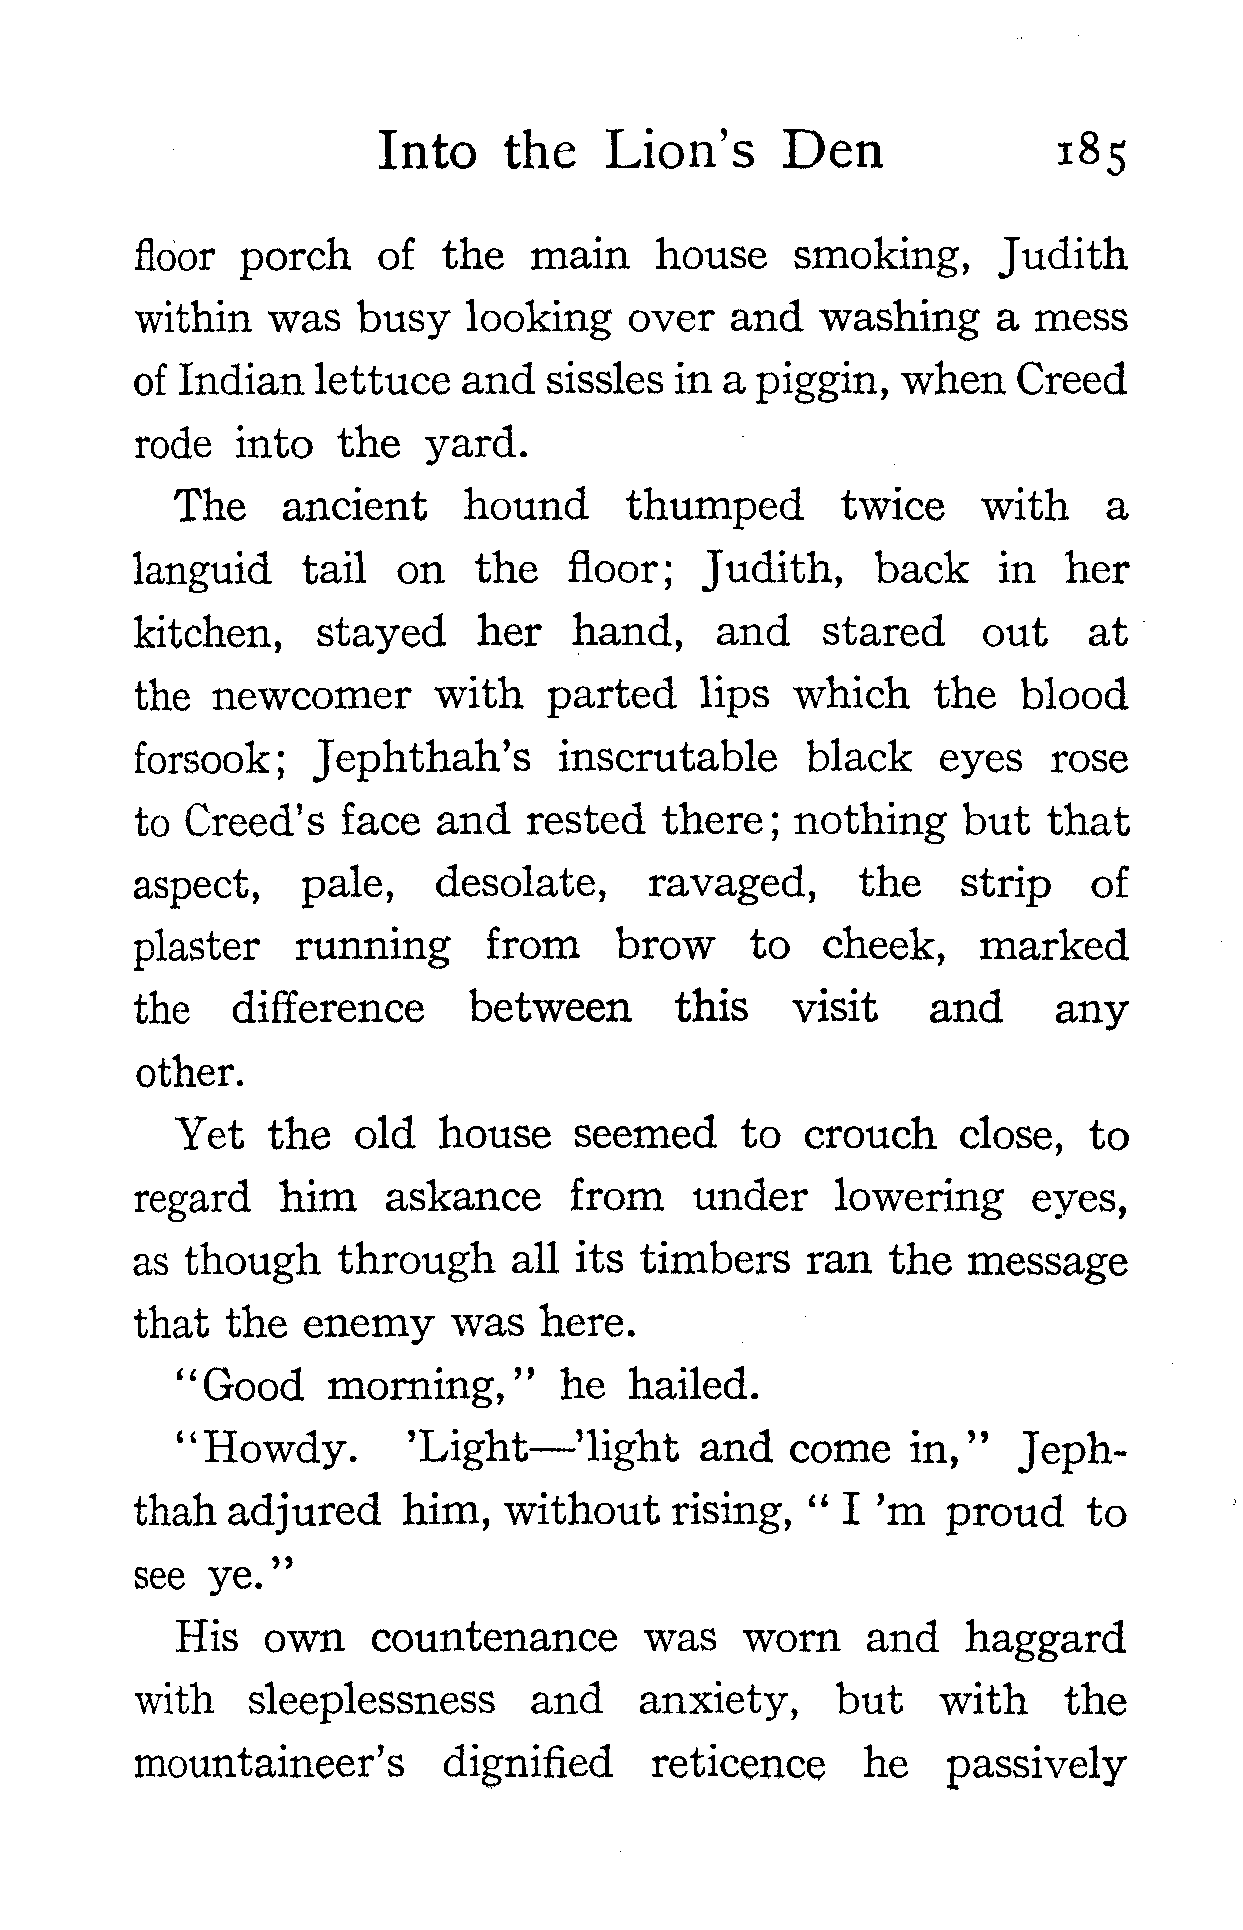 Into the Lion's Den 185
floor porch of the main house smoking, Judith
within was busy looking over and washing a mess
of Indian lettuce and sissles in a piggin, when Creed
rode into the yard.
The ancient hound thumped twice with a
languid tail on the floor; Judith, back in her
kitchen, stayed her hand, and stared out at
the newcomer with parted lips which the blood
forsook; Jephthah's inscrutable black eyes rose
to Creed's face and rested there; nothing but that
aspect, pale, desolate, ravaged, the strip of
plaster running from brow to cheek, marked
the difference between this visit and any
other.
Yet the old house seemed to crouch close, to
regard him askance from under lowering eyes,
as though through all its timbers ran the message
that the enemy was here.
"Good morning," he hailed.
"Howdy. 'Light—'light and come in," Jeph-
thah adjured him, without rising, "I 'm proud to
see ye."
His own countenance was worn and haggard
with sleeplessness and anxiety, but with the
mountaineer's dignified reticence he passively